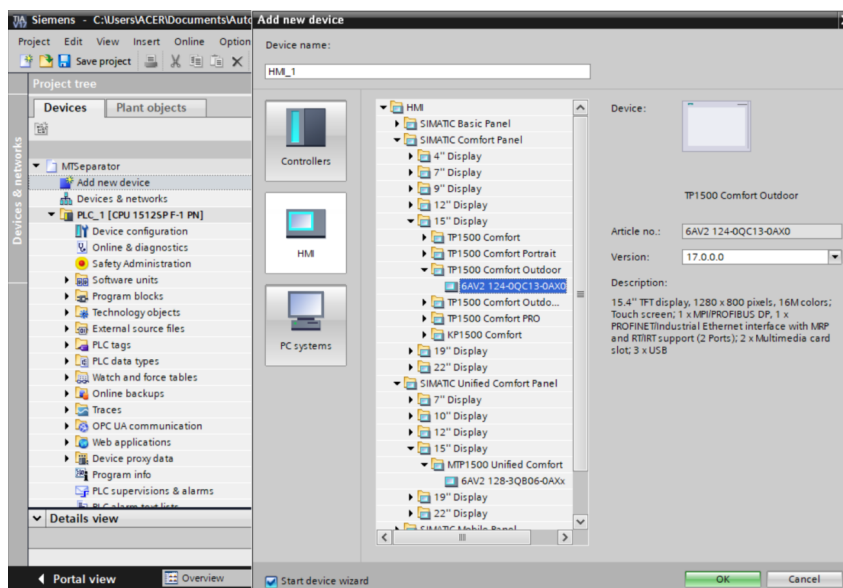 Siemens - C:\Users\ACER\Documents\Auto
Project Edit View Insert Online Option
Save project
Project tree
Devices Plant objects
Devices & networks
MTSeparator
Add new device
Devices & networks
PLC_1 [CPU 1512SP F-1 PN]
Device configuration
Online & diagnostics
Safety Administration
Software units
Program blocks
Technology objects
External source files
PLC tags
PLC data types
Watch and force tables
Online backups
Traces
OPC UA communication
Web applications
Device proxy data
Program info
PLC supervisions & alarms
PLC alarm text lists
Details view
Portal view Overview
Add new device
Device name:
HMI_1
Controllers
HMI
PC systems
HMI
SIMATIC Basic Panel
SIMATIC Comfort Panel
4" Display
7" Display
9" Display
12" Display
15" Display
TP1500 Comfort
TP1500 Comfort Portrait
TP1500 Comfort Outdoor
6AV2 124-0QC13-0AX0
TP1500 Comfort Outdo...
TP1500 Comfort PRO
KP1500 Comfort
19" Display
22" Display
SIMATIC Unified Comfort Panel
7" Display
10" Display
12" Display
15" Display
MTP1500 Unified Comfort
6AV2 128-3QB06-0AXx
19" Display
22" Display
SIMATIC Mobile Panel
Device:
TP1500 Comfort Outdoor
Article no.: 6AV2 124-0QC13-0AX0
Version: 17.0.0.0
Description:
15.4" TFT display, 1280 x 800 pixels, 16M colors;
Touch screen; 1 x MPI/PROFIBUS DP, 1 x
PROFINET/Industrial Ethernet interface with MRP
and RT/IRT support (2 Ports); 2 x Multimedia card
slot; 3 x USB
Start device wizard
OK Cancel